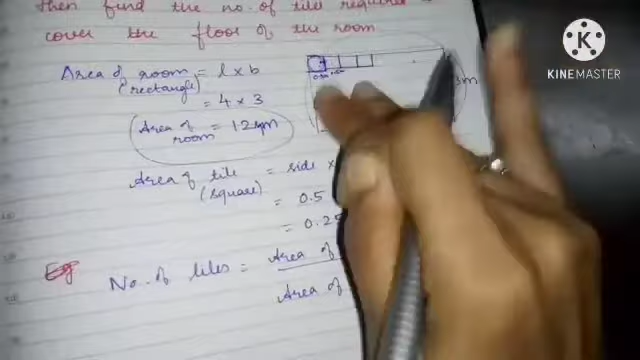 then find the no. of tile required
cover the floor of the room
Area of room = l x b
(rectangle)
= 4 x 3
Area of room = 12 sqm
Area of tile = side x
(square)
= 0.5
= 0.25
Eg
No. of tiles = Area of
Area of
KINEMASTER